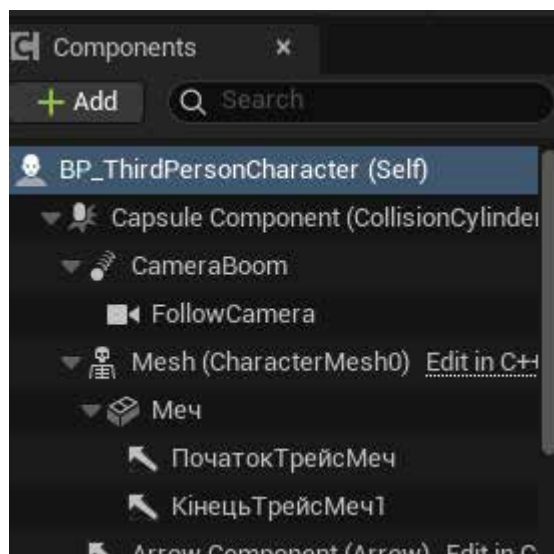 Components
Add Search
BP_ThirdPersonCharacter (Self)
Capsule Component (CollisionCylinder
CameraBoom
FollowCamera
Mesh (CharacterMesh0) Edit in C++
Меч
ПочатокТрейсМеч
КінецьТрейсМеч1
Arrow Component (Arrow) Edit in C